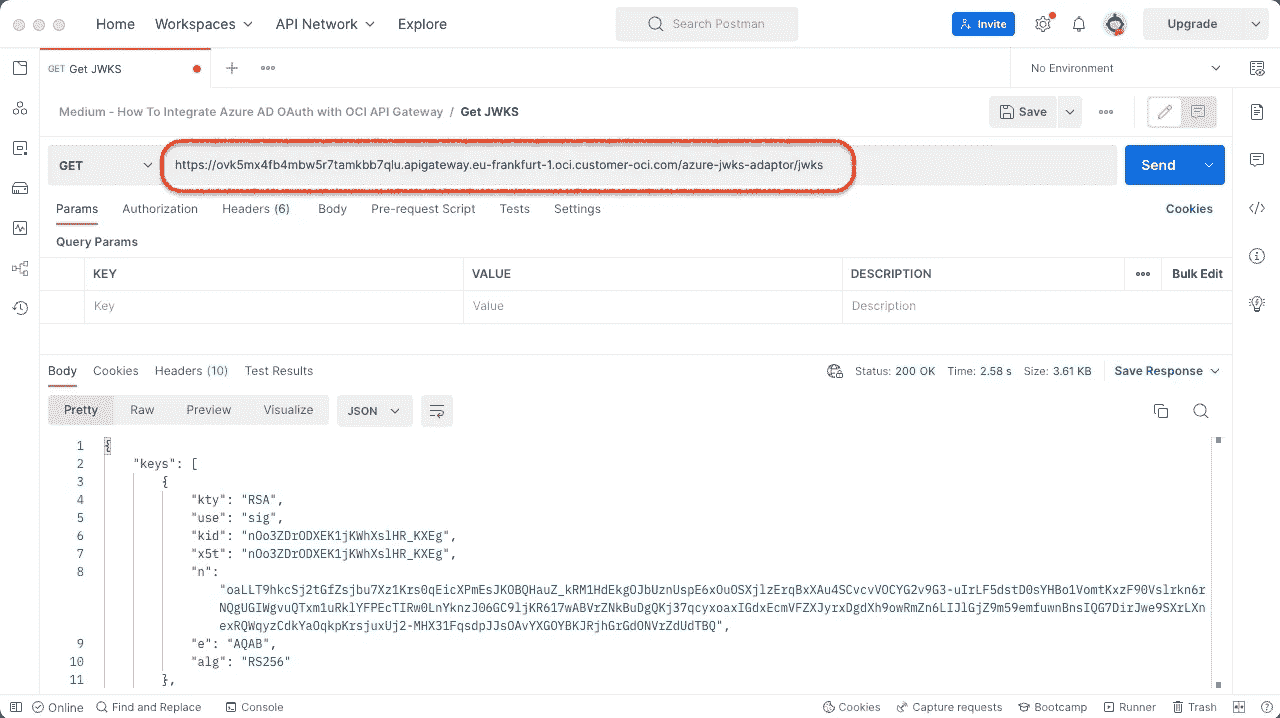 Home Workspaces API Network Explore Search Postman Invite Upgrade
GET Get JWKS No Environment
Medium - How To Integrate Azure AD OAuth with OCI API Gateway / Get JWKS Save
GET https://ovk5mx4fb4mbw5r7tamkbb7qlu.apigateway.eu-frankfurt-1.oci.customer-oci.com/azure-jwks-adaptor/jwks Send
Params Authorization Headers (6) Body Pre-request Script Tests Settings Cookies
Query Params
KEY VALUE DESCRIPTION Bulk Edit
Key Value Description
Body Cookies Headers (10) Test Results Status: 200 OK Time: 2.58 s Size: 3.61 KB Save Response
Pretty Raw Preview Visualize JSON
1 {
2 "keys": [
3 {
4 "kty": "RSA",
5 "use": "sig",
6 "kid": "nOo3ZDrODXEK1jKWhXslHR_KXEg",
7 "x5t": "nOo3ZDrODXEK1jKWhXslHR_KXEg",
8 "n":
"oaLLT9hkcSj2tGfZsjbu7Xz1Krs0qEicXPmEsJKOBQHauZ_kRM1HdEkgOJbUznUspE6xOuOSXjlzErqBxXAu4SCvcvVOCYG2v9G3-uIrLF5dstD0sYHBo1VomtKxzF90Vslrkn6r
NQgUGIWgvuQTxm1uRklYFPEcTIRw0LnYknzJ06GC9ljKR617wABVrZNkBuDgQKj37qcyxoaxIGdxEcmVFZXJyrxDgdXh9owRmZn6LIJlGjZ9m59emfuwnBnsIQG7DirJwe9SXrLXn
exRQWqyzCdkYaOqkpKrsjuxUj2-MHX31FqsdpJJsOAvYXGOYBKJRjhGrGdONVrZdUdTBQ",
9 "e": "AQAB",
10 "alg": "RS256"
11 },
Online Find and Replace Console Cookies Capture requests Bootcamp Runner Trash